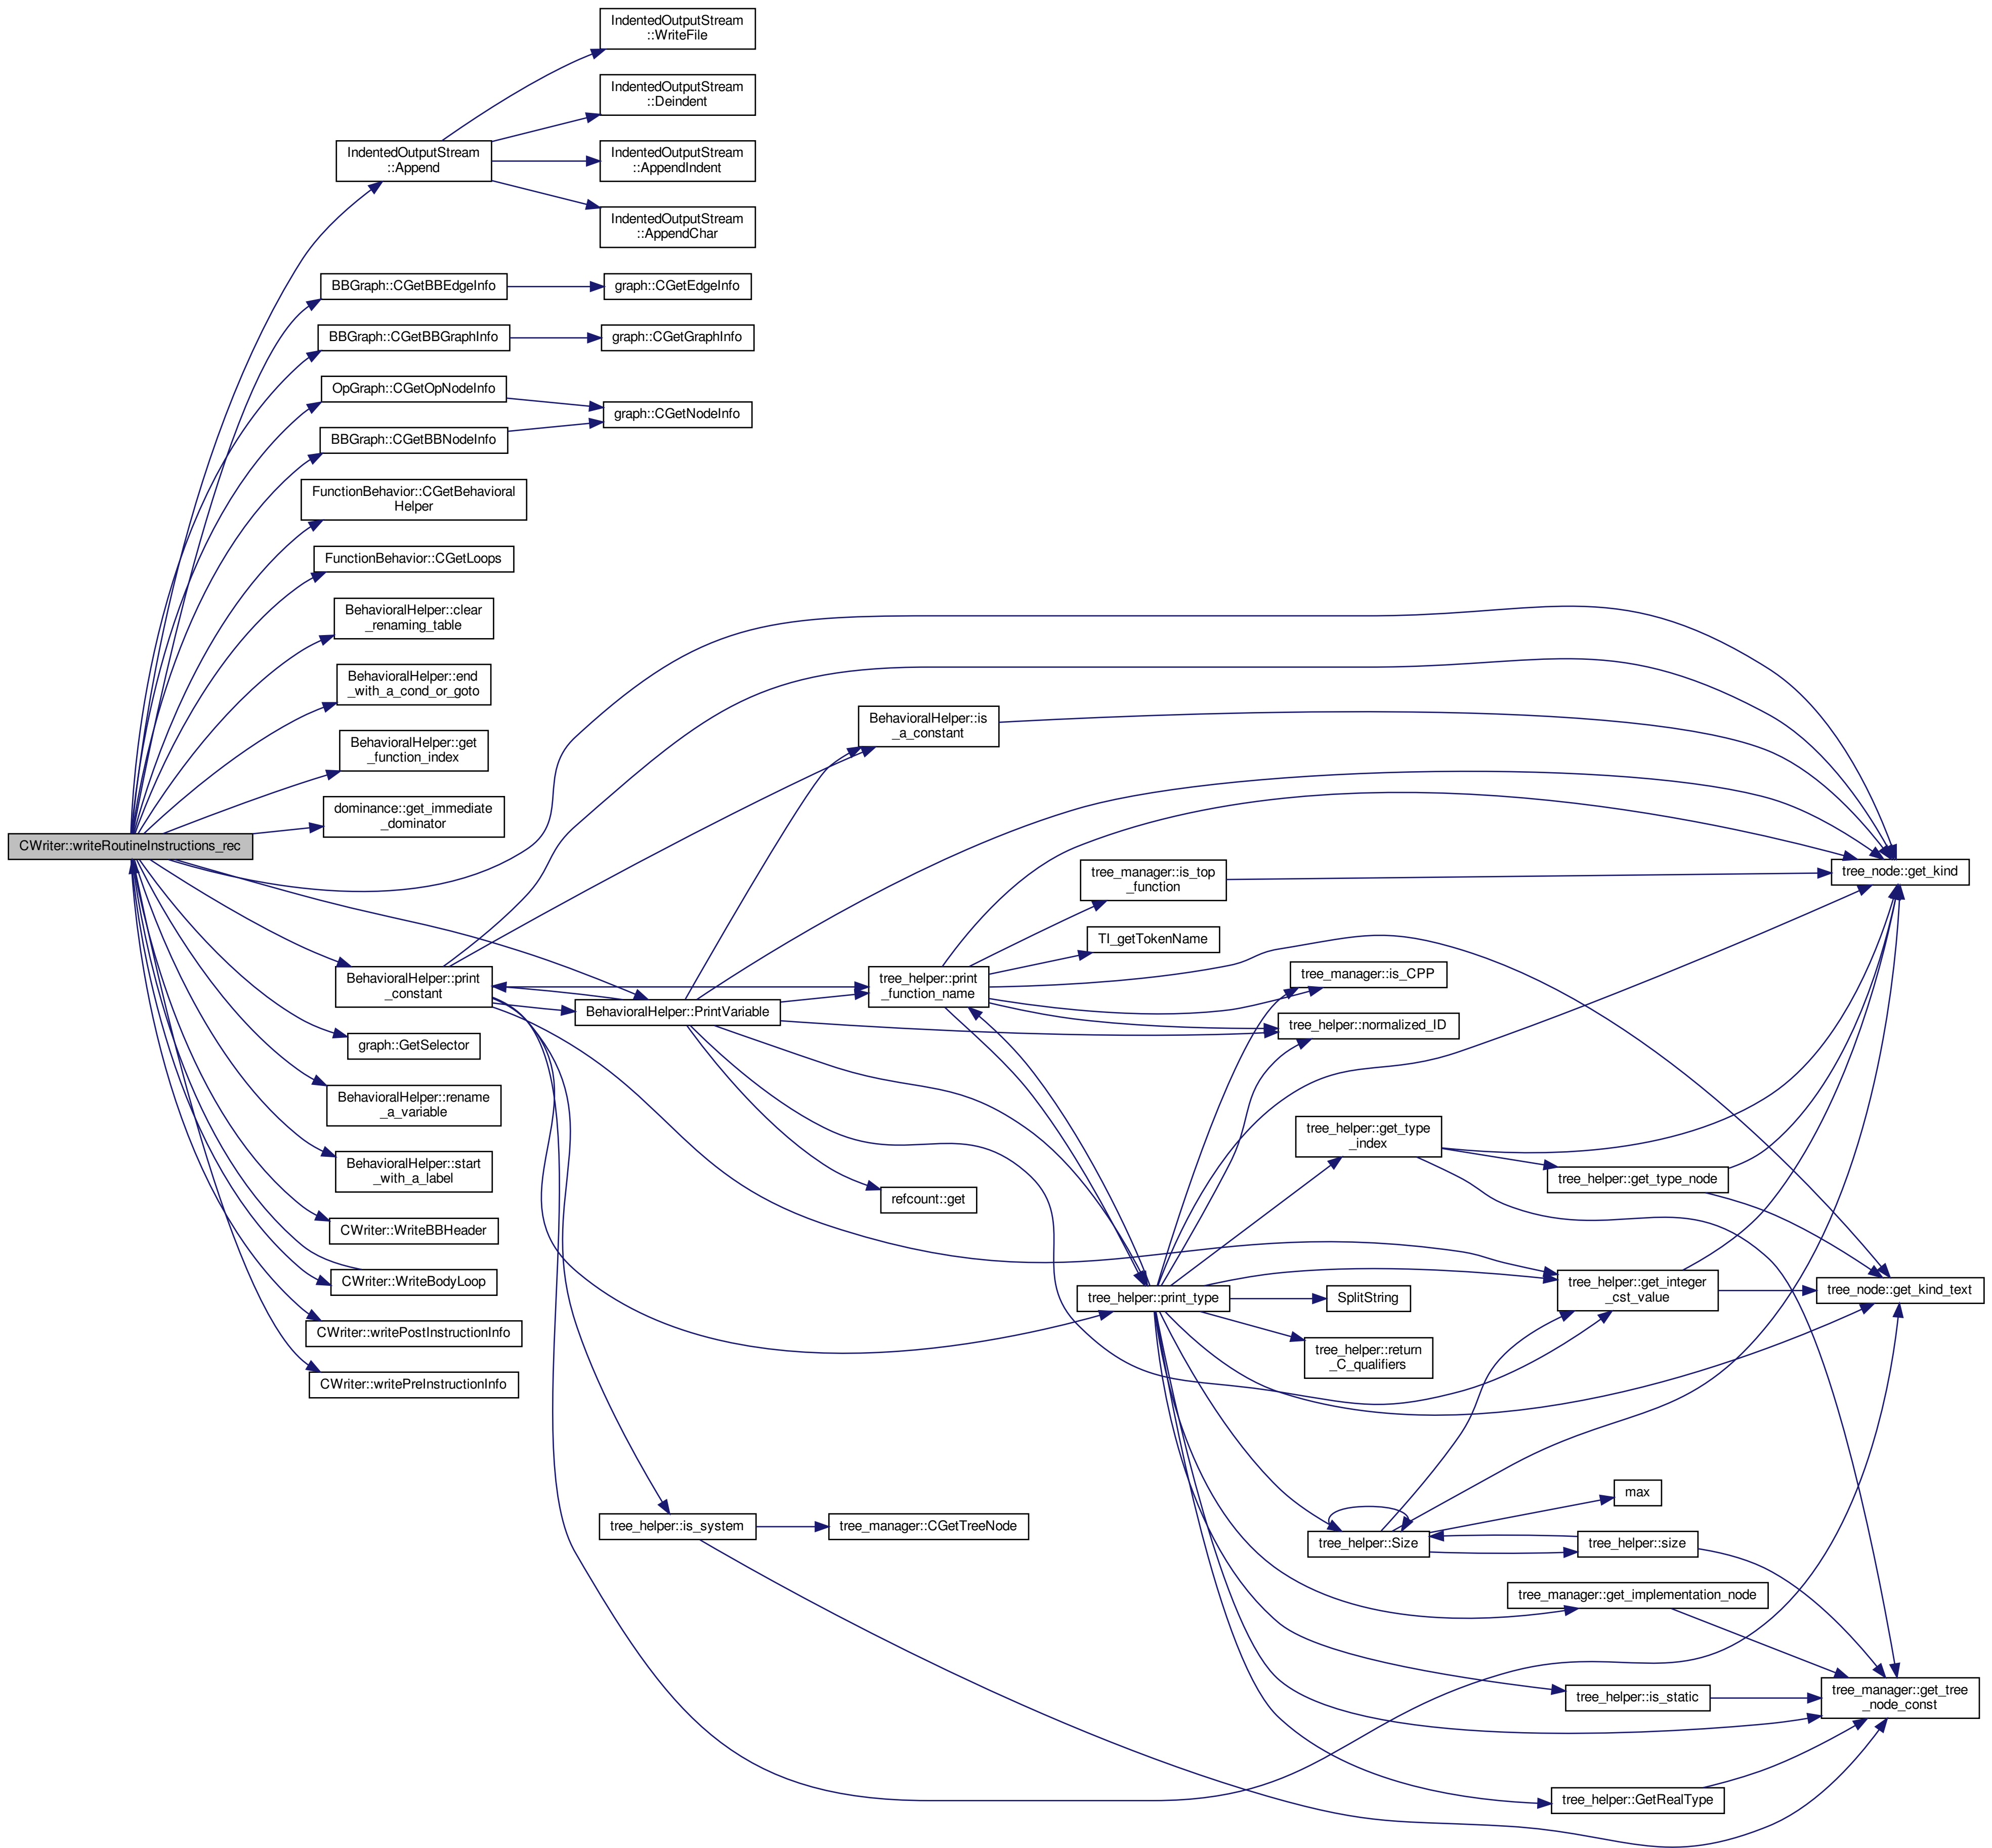 IndentedOutputStream
::WriteFile
IndentedOutputStream
::Deindent
IndentedOutputStream
::Append
IndentedOutputStream
::AppendIndent
IndentedOutputStream
::AppendChar
BBGraph::CGetBBEdgeInfo
graph::CGetEdgeInfo
BBGraph::CGetBBGraphInfo
graph::CGetGraphInfo
OpGraph::CGetOpNodeInfo
graph::CGetNodeInfo
BBGraph::CGetBBNodeInfo
FunctionBehavior::CGetBehavioral
Helper
FunctionBehavior::CGetLoops
BehavioralHelper::clear
_renaming_table
BehavioralHelper::end
_with_a_cond_or_goto
BehavioralHelper::is
_a_constant
BehavioralHelper::get
_function_index
dominance::get_immediate
_dominator
CWriter::writeRoutineInstructions_rec
tree_manager::is_top
_function
tree_node::get_kind
TI_getTokenName
BehavioralHelper::print
_constant
tree_helper::print
_function_name
tree_manager::is_CPP
BehavioralHelper::PrintVariable
tree_helper::normalized_ID
graph::GetSelector
BehavioralHelper::rename
_a_variable
tree_helper::get_type
_index
BehavioralHelper::start
_with_a_label
tree_helper::get_type_node
refcount::get
CWriter::WriteBBHeader
CWriter::WriteBodyLoop
tree_helper::print_type
SplitString
tree_helper::get_integer
_cst_value
tree_node::get_kind_text
CWriter::writePostInstructionInfo
tree_helper::return
_C_qualifiers
CWriter::writePreInstructionInfo
max
tree_helper::is_system
tree_manager::CGetTreeNode
tree_helper::Size
tree_helper::size
tree_manager::get_implementation_node
tree_helper::is_static
tree_manager::get_tree
_node_const
tree_helper::GetRealType